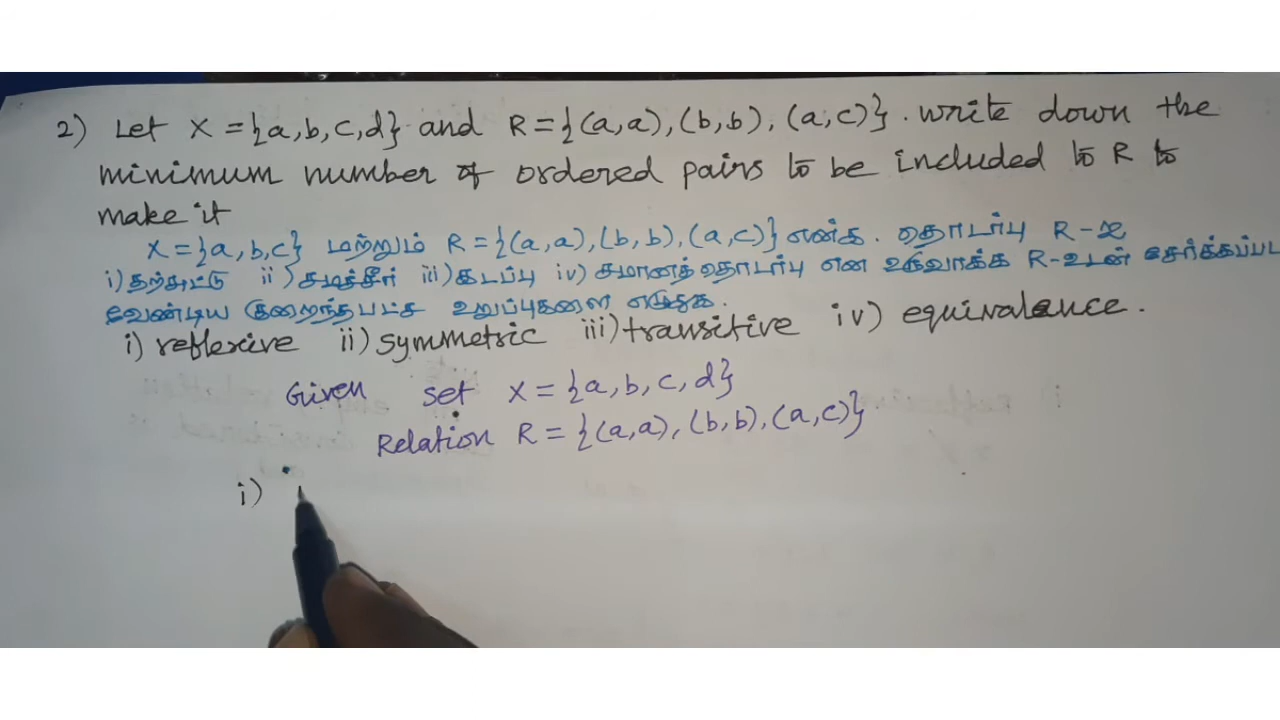 2) Let X = {a, b, c, d} and R = {(a, a), (b, b), (a, c)}. write down the
minimum number of ordered pairs to be included to R to
make it
X = {a, b, c} மற்றும் R = {(a, a), (b, b), (a, c)} என்க. தொடர்பு R-ஐ
i) தற்சுட்டு ii) சமச்சீர் iii) கடப்பு iv) சமானத் தொடர்பு என உருவாக்க R-உடன் சேர்க்கப்பட
வேண்டிய குறைந்தபட்ச உறுப்புகளை எழுதுக.
i) reflexive ii) symmetric iii) transitive iv) equivalence.
Given set X = {a, b, c, d}
Relation R = {(a, a), (b, b), (a, c)}
i)